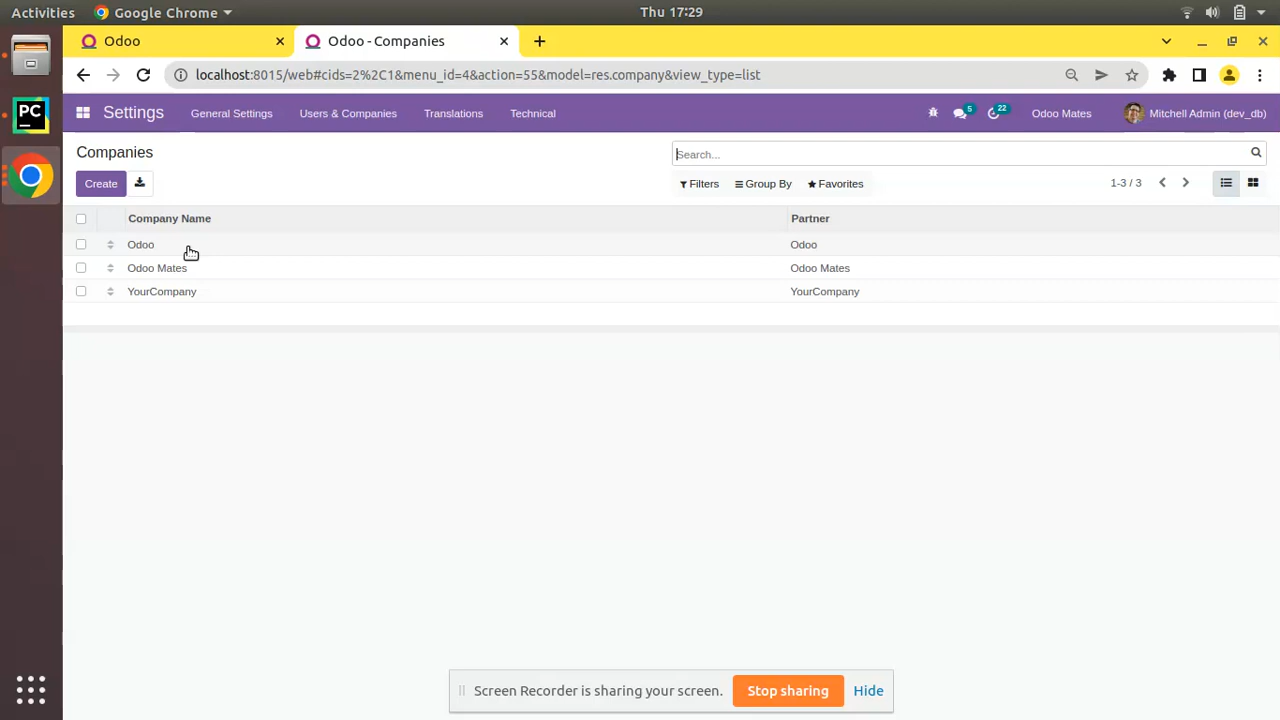 Activities Google Chrome Thu 17:29
Odoo Odoo - Companies
localhost:8015/web#cids=2%2C1&menu_id=4&action=55&model=res.company&view_type=list
Settings General Settings Users & Companies Translations Technical 5 22 Odoo Mates Mitchell Admin (dev_db)
PC
Companies Search...
Create Filters Group By Favorites 1-3 / 3
Company Name Partner
Odoo Odoo
Odoo Mates Odoo Mates
YourCompany YourCompany
Screen Recorder is sharing your screen. Stop sharing Hide